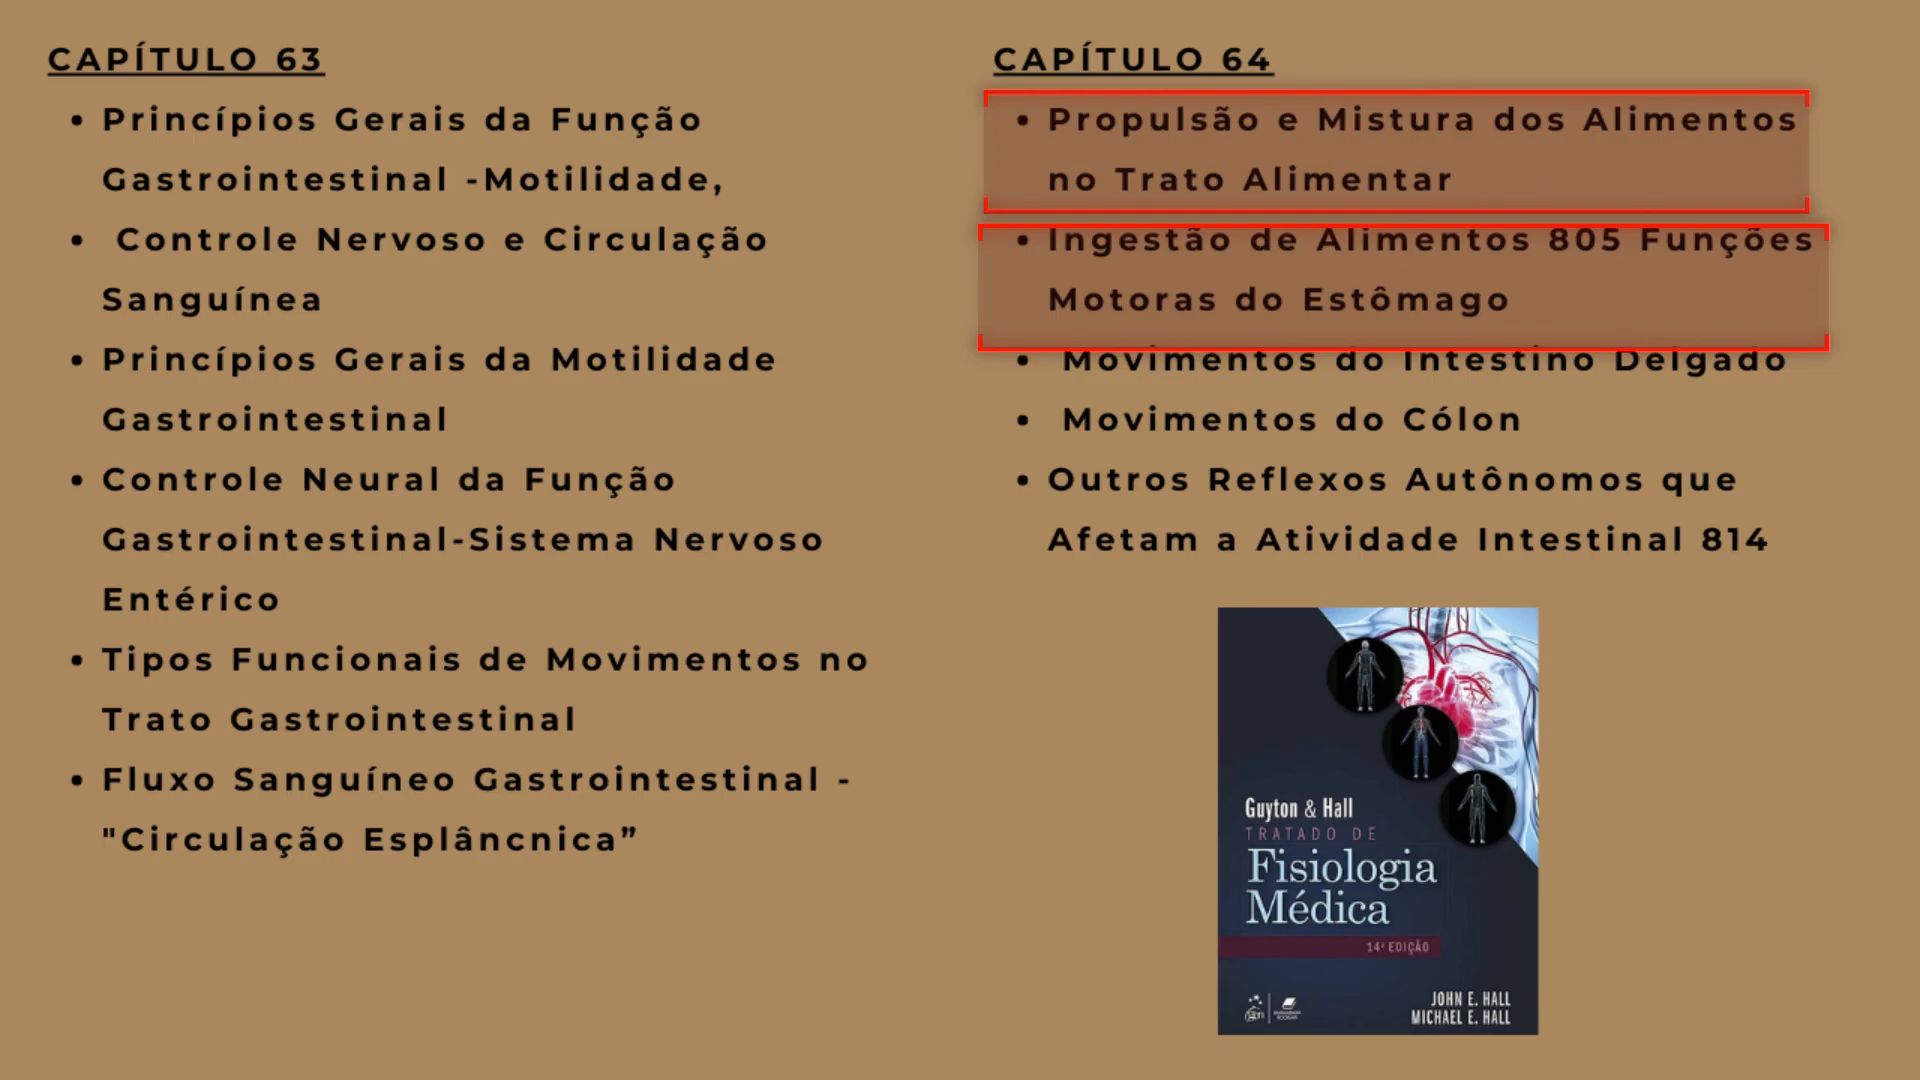 CAPÍTULO 63
• Princípios Gerais da Função
Gastrointestinal -Motilidade,
• Controle Nervoso e Circulação
Sanguínea
• Princípios Gerais da Motilidade
Gastrointestinal
• Controle Neural da Função
Gastrointestinal-Sistema Nervoso
Entérico
• Tipos Funcionais de Movimentos no
Trato Gastrointestinal
• Fluxo Sanguíneo Gastrointestinal -
"Circulação Esplâncnica”
CAPÍTULO 64
• Propulsão e Mistura dos Alimentos
no Trato Alimentar
• Ingestão de Alimentos 805 Funções
Motoras do Estômago
• Movimentos do Intestino Delgado
• Movimentos do Cólon
• Outros Reflexos Autônomos que
Afetam a Atividade Intestinal 814
Guyton & Hall
TRATADO DE
Fisiologia
Médica
14ª EDIÇÃO
JOHN E. HALL
MICHAEL E. HALL